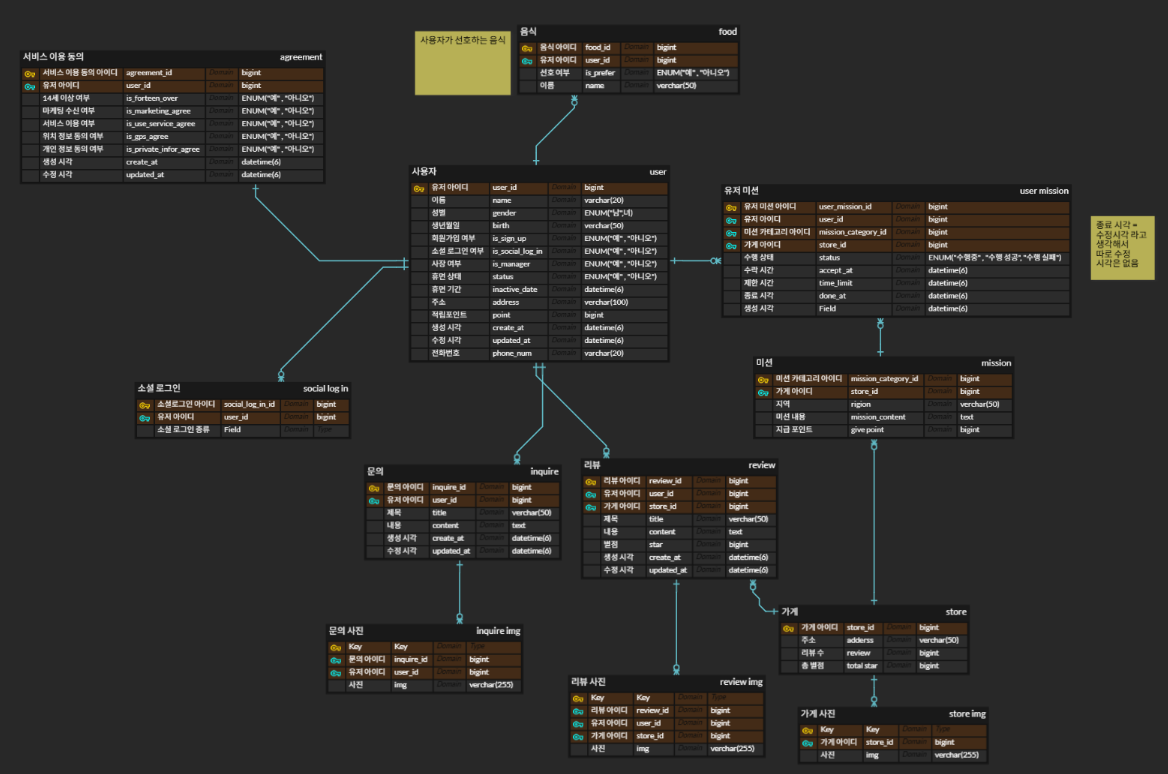 사용자가 선호하는 음식
음식 food
음식 아이디 food_id Domain bigint
유저 아이디 user_id Domain bigint
선호 여부 is_prefer Domain ENUM("예" , "아니오")
이름 name Domain verchar(50)
서비스 이용 동의 agreement
서비스 이용 동의 아이디 agreement_id Domain bigint
유저 아이디 user_id Domain bigint
14세 이상 여부 is_forteen_over Domain ENUM("예" , "아니오")
마케팅 수신 여부 is_marketing_agree Domain ENUM("예" , "아니오")
서비스 이용 여부 is_use_service_agree Domain ENUM("예" , "아니오")
위치 정보 동의 여부 is_gps_agree Domain ENUM("예" , "아니오")
개인 정보 동의 여부 is_private_infor_agree Domain ENUM("예" , "아니오")
생성 시각 create_at Domain datetime(6)
수정 시각 updated_at Domain datetime(6)
사용자 user
유저 아이디 user_id Domain bigint
이름 name Domain varchar(20)
성별 gender Domain ENUM("남",녀)
생년월일 birth Domain verchar(50)
회원가입 여부 is_sign_up Domain ENUM("예" , "아니오")
소셜 로그인 여부 is_social_log_in Domain ENUM("예" , "아니오")
사장 여부 is_manager Domain ENUM("예" , "아니오")
휴먼 상태 status Domain ENUM("예" , "아니오")
휴먼 기간 inactive_date Domain datetime(6)
주소 address Domain verchar(100)
적립포인트 point Domain bigint
생성 시각 create_at Domain datetime(6)
수정 시각 updated_at Domain datetime(6)
전화번호 phone_num Domain varchar(20)
유저 미션 user mission
유저 미션 아이디 user_mission_id Domain bigint
유저 아이디 user_id Domain bigint
미션 카테고리 아이디 mission_category_id Domain bigint
가게 아이디 store_id Domain bigint
수행 상태 status Domain ENUM("수행중", "수행 성공", "수행 실패")
수락 시간 accept_at Domain datetime(6)
제한 시간 time_limit Domain datetime(6)
종료 시각 done_at Domain datetime(6)
생성 시각 Field Domain datetime(6)
종료 시각 =
수정시각 라고
생각해서
따로 수정
시각은 없음
미션 mission
미션 카테고리 아이디 mission_category_id Domain bigint
가게 아이디 store_id Domain bigint
지역 rigion Domain verchar(50)
미션 내용 mission_content Domain text
지급 포인트 give point Domain bigint
소셜 로그인 social log in
소셜로그인 아이디 social_log_in_id Domain bigint
유저 아이디 user_id Domain bigint
소셜 로그인 종류 Field Domain Type
문의 inquire
문의 아이디 inquire_id Domain bigint
유저 아이디 user_id Domain bigint
제목 title Domain verchar(50)
내용 content Domain text
생성 시각 create_at Domain datetime(6)
수정 시각 updated_at Domain datetime(6)
리뷰 review
리뷰 아이디 review_id Domain bigint
유저 아이디 user_id Domain bigint
가게 아이디 store_id Domain bigint
제목 title Domain verchar(50)
내용 content Domain text
별점 star Domain bigint
생성 시각 create_at Domain datetime(6)
수정 시각 updated_at Domain datetime(6)
가게 store
가게 아이디 store_id Domain bigint
주소 adderss Domain verchar(50)
리뷰 수 review Domain bigint
총 별점 total star Domain bigint
문의 사진 inquire img
Key Key Domain Type
문의 아이디 inquire_id Domain bigint
유저 아이디 user_id Domain bigint
사진 img Domain verchar(255)
리뷰 사진 review img
Key Key Domain Type
리뷰 아이디 review_id Domain bigint
유저 아이디 user_id Domain bigint
가게 아이디 store_id Domain bigint
사진 img Domain verchar(255)
가게 사진 store img
Key Key Domain Type
가게 아이디 store_id Domain bigint
사진 img Domain verchar(255)